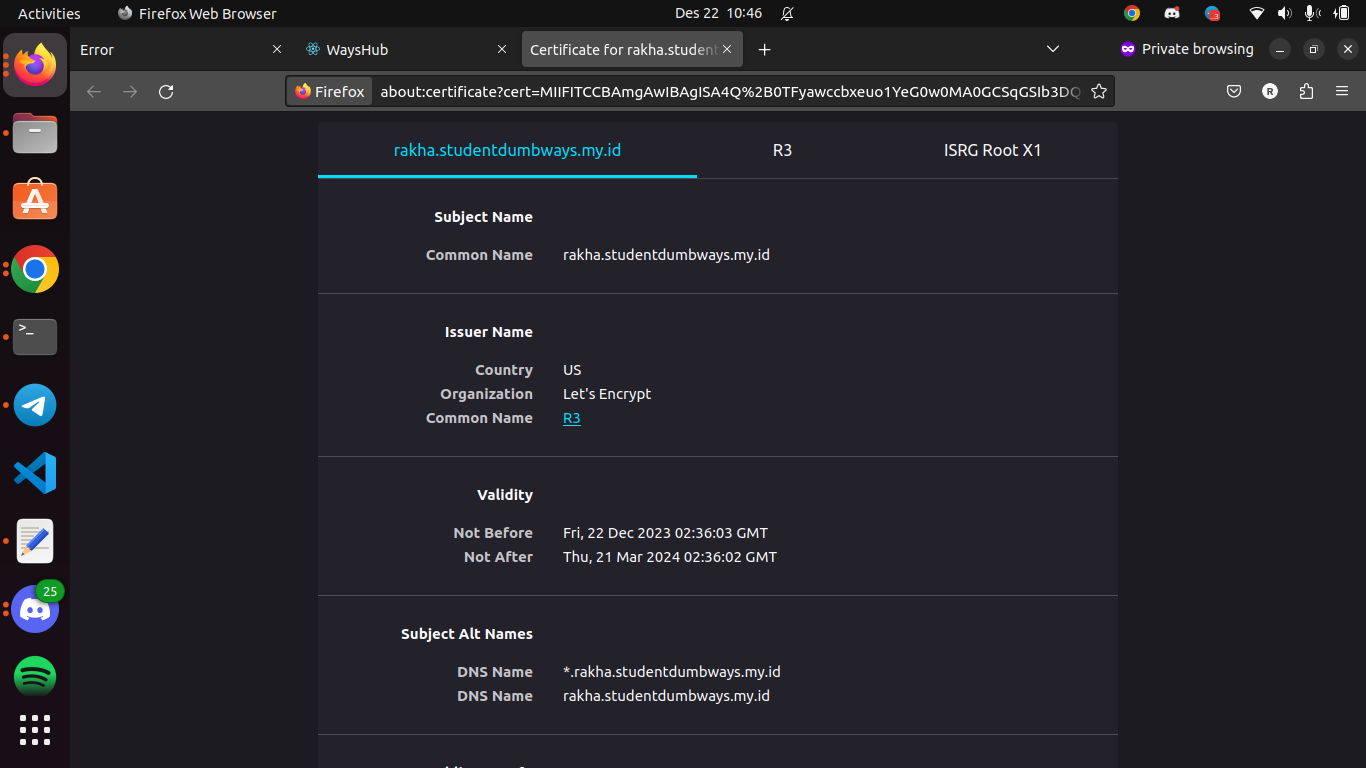 Activities Firefox Web Browser Des 22 10:46
3
Error WaysHub Certificate for rakha.student Private browsing
Firefox about:certificate?cert=MIIFITCCBAmgAwIBAgISA4Q%2B0TFyawccbxeuo1YeG0w0MA0GCSqGSIb3DQ
R
rakha.studentdumbways.my.id R3 ISRG Root X1
Subject Name
Common Name rakha.studentdumbways.my.id
Issuer Name
Country US
Organization Let's Encrypt
Common Name R3
Validity
Not Before Fri, 22 Dec 2023 02:36:03 GMT
Not After Thu, 21 Mar 2024 02:36:02 GMT
Subject Alt Names
DNS Name *.rakha.studentdumbways.my.id
DNS Name rakha.studentdumbways.my.id
>_
25